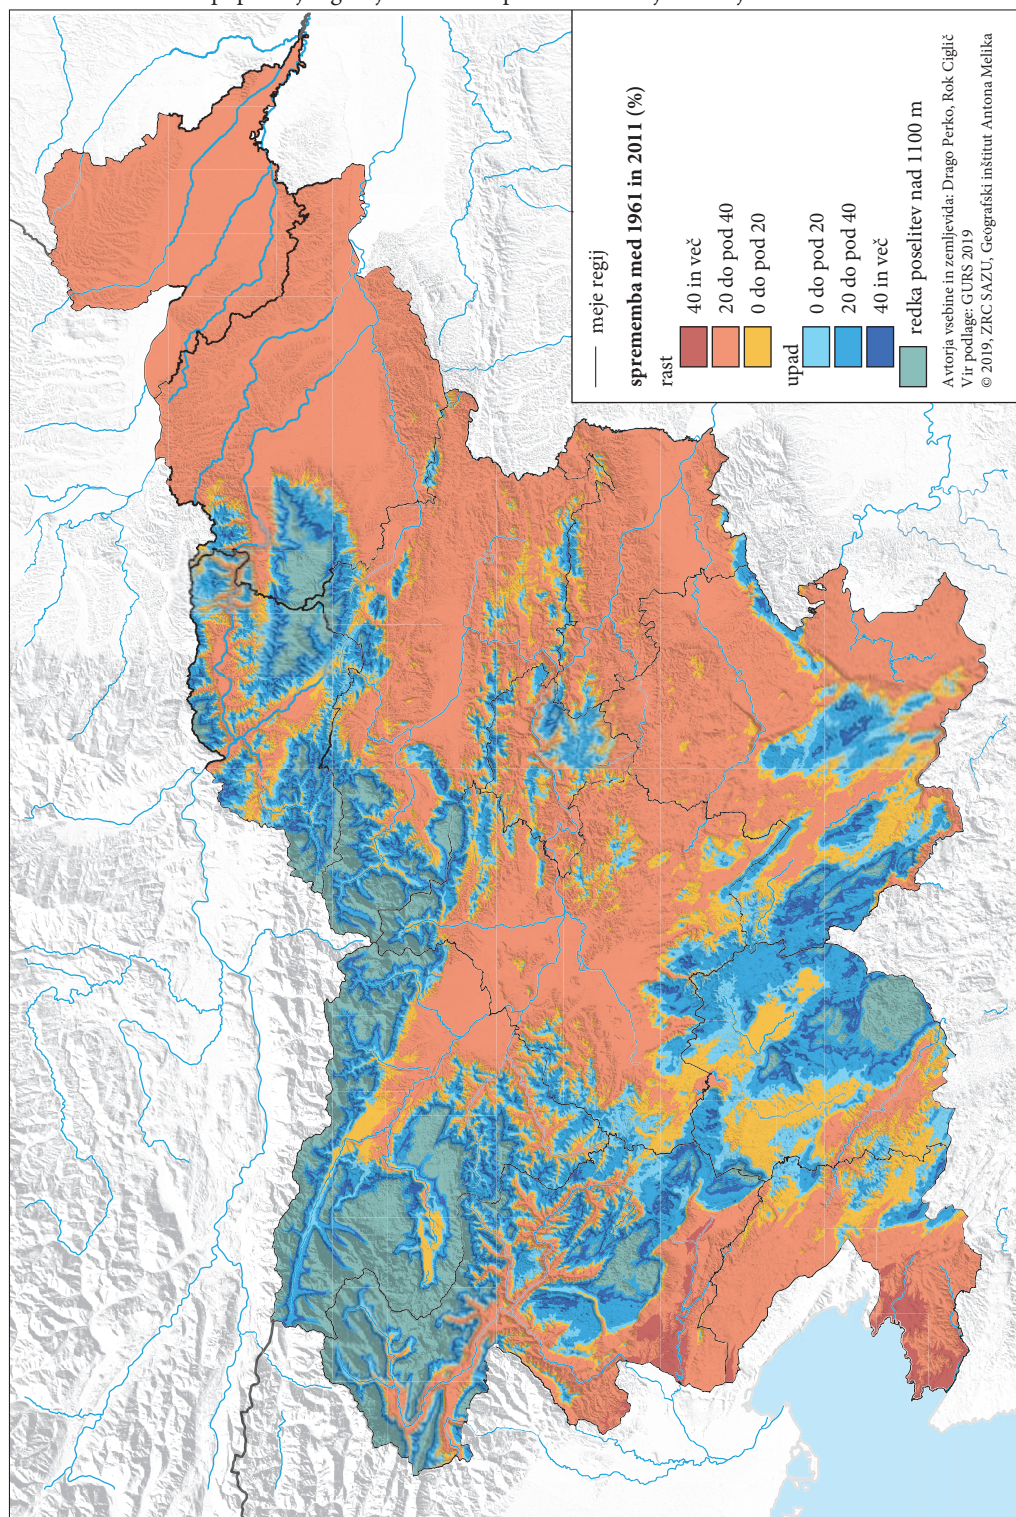 meje regij
sprememba med 1961 in 2011 (%)
rast
40 in več
20 do pod 40
0 do pod 20
upad
0 do pod 20
20 do pod 40
40 in več
redka poselitev nad 1100 m
Avtorja vsebine in zemljevida: Drago Perko, Rok Ciglič
Vir podlage: GURS 2019
© 2019, ZRC SAZU, Geografski inštitut Antona Melika